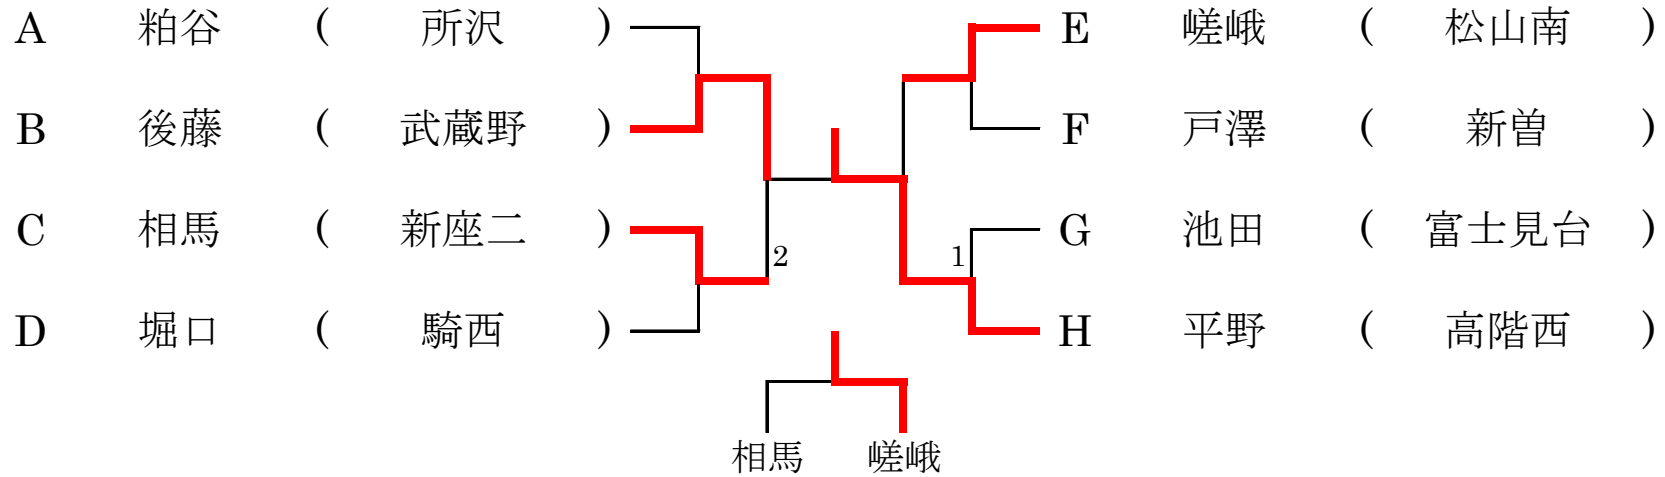 A 粕谷 ( 所沢 ) E 嵯峨 ( 松山南 )
B 後藤 ( 武蔵野 ) F 戸澤 ( 新曽 )
C 相馬 ( 新座二 ) G 池田 ( 富士見台 )
2 1
D 堀口 ( 騎西 ) H 平野 ( 高階西 )
相馬 嵯峨